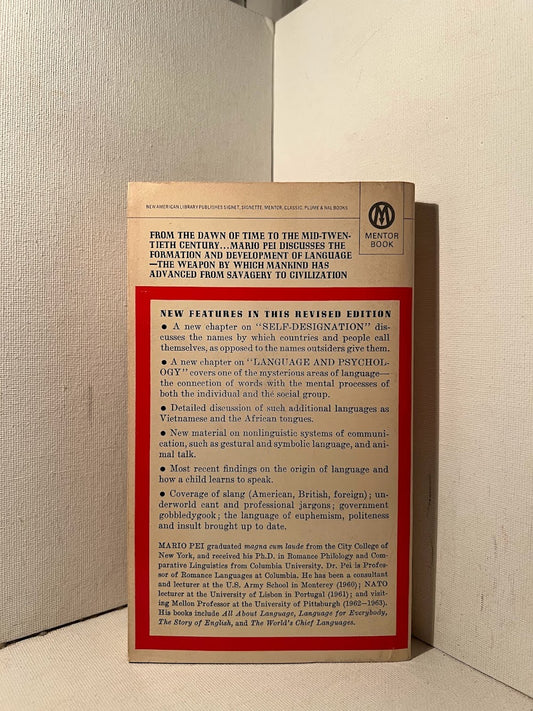 NEW AMERICAN LIBRARY PUBLISHES SIGNET, SIGNETTE, MENTOR, CLASSIC, PLUME & NAL BOOKS
M
MENTOR
BOOK
FROM THE DAWN OF TIME TO THE MID-TWEN-
TIETH CENTURY...MARIO PEI DISCUSSES THE
FORMATION AND DEVELOPMENT OF LANGUAGE
—THE WEAPON BY WHICH MANKIND HAS
ADVANCED FROM SAVAGERY TO CIVILIZATION
NEW FEATURES IN THIS REVISED EDITION
● A new chapter on "SELF-DESIGNATION" dis-
cusses the names by which countries and people call
themselves, as opposed to the names outsiders give them.
● A new chapter on "LANGUAGE AND PSYCHOL-
OGY" covers one of the mysterious areas of language—
the connection of words with the mental processes of
both the individual and the social group.
● Detailed discussion of such additional languages as
Vietnamese and the African tongues.
● New material on nonlinguistic systems of communi-
cation, such as gestural and symbolic language, and ani-
mal talk.
● Most recent findings on the origin of language and
how a child learns to speak.
● Coverage of slang (American, British, foreign); un-
derworld cant and professional jargons; government
gobbledygook; the language of euphemism, politeness
and insult brought up to date.
MARIO PEI graduated magna cum laude from the City College of
New York, and received his Ph.D. in Romance Philology and Com-
parative Linguistics from Columbia University. Dr. Pei is Profes-
sor of Romance Languages at Columbia. He has been a consultant
and lecturer at the U.S. Army School in Monterey (1960); NATO
lecturer at the University of Lisbon in Portugal (1961); and visit-
ing Mellon Professor at the University of Pittsburgh (1962–1963).
His books include All About Language, Language for Everybody,
The Story of English, and The World's Chief Languages.